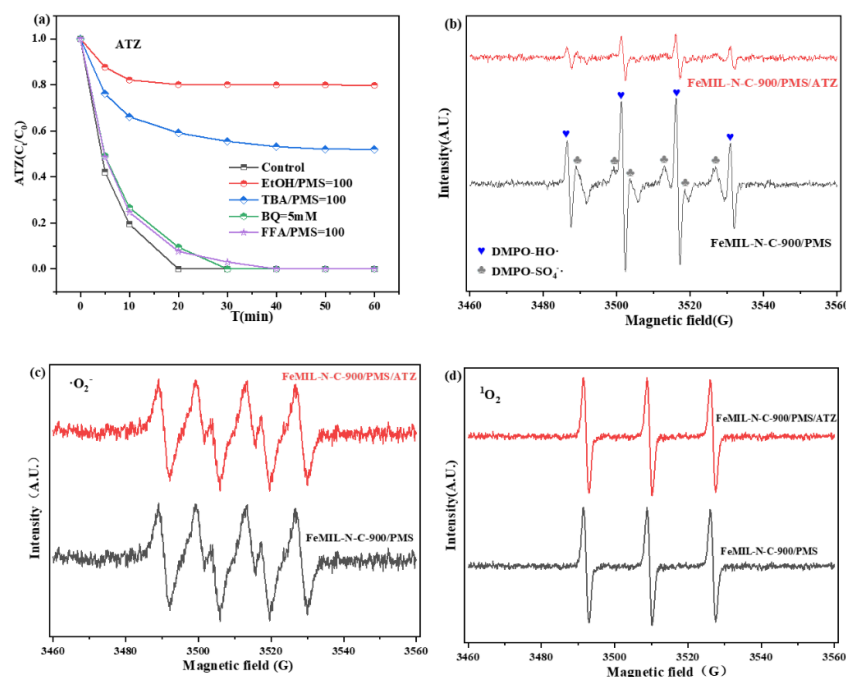 (a)
ATZ
1.0
0.8
0.6
0.4
0.2
0.0
ATZ(Ct/C0)
Control
EtOH/PMS=100
TBA/PMS=100
BQ=5mM
FFA/PMS=100
0 10 20 30 40 50 60
T(min)
(b)
Intensity(A.U.)
FeMIL-N-C-900/PMS/ATZ
FeMIL-N-C-900/PMS
♥ DMPO-HO·
♣ DMPO-SO4-·
3460 3480 3500 3520 3540 3560
Magnetic field(G)
(c)
·O2-
Intensity (A.U.)
FeMIL-N-C-900/PMS/ATZ
FeMIL-N-C-900/PMS
3460 3480 3500 3520 3540 3560
Magnetic field (G)
(d)
1O2
Intensity(A.U.)
FeMIL-N-C-900/PMS/ATZ
FeMIL-N-C-900/PMS
3460 3480 3500 3520 3540 3560
Magnetic field (G)